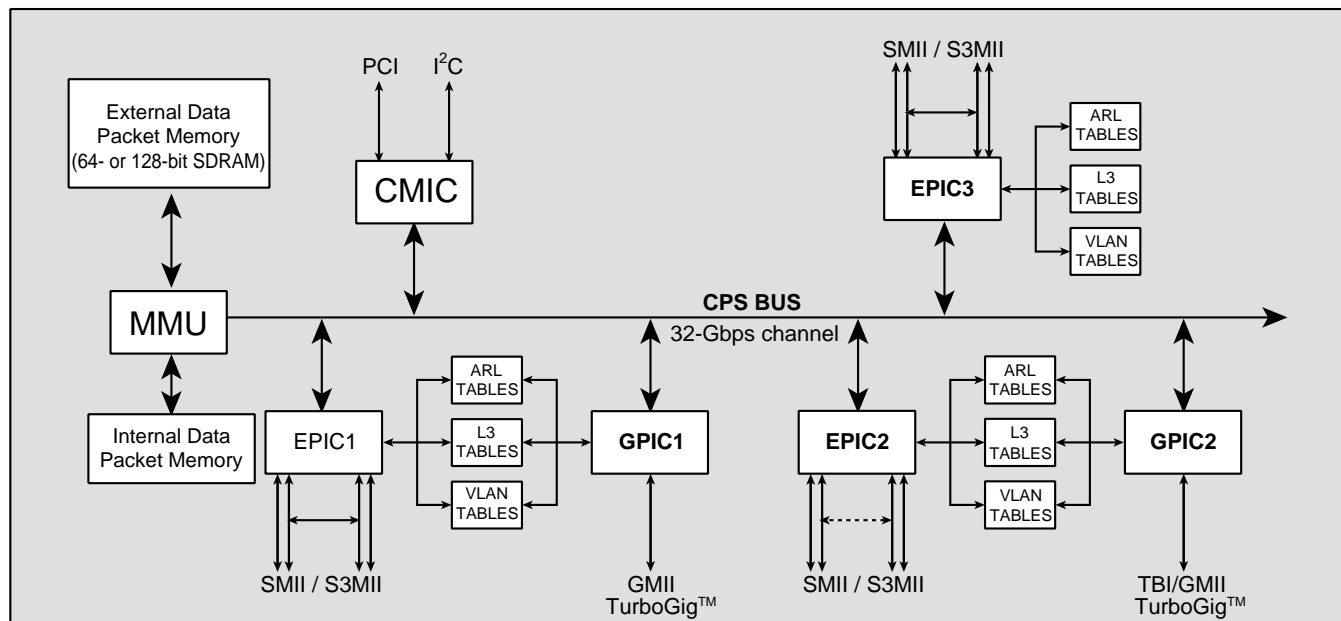 SMII / S3MII
PCI
I²C
External Data
Packet Memory
(64- or 128-bit SDRAM)
ARL
TABLES
CMIC
EPIC3
L3
TABLES
VLAN
TABLES
MMU
CPS BUS
32-Gbps channel
ARL
TABLES
ARL
TABLES
Internal Data
Packet Memory
EPIC1
L3
TABLES
GPIC1
EPIC2
L3
TABLES
GPIC2
VLAN
TABLES
VLAN
TABLES
SMII / S3MII
GMII
TurboGig™
SMII / S3MII
TBI/GMII
TurboGig™